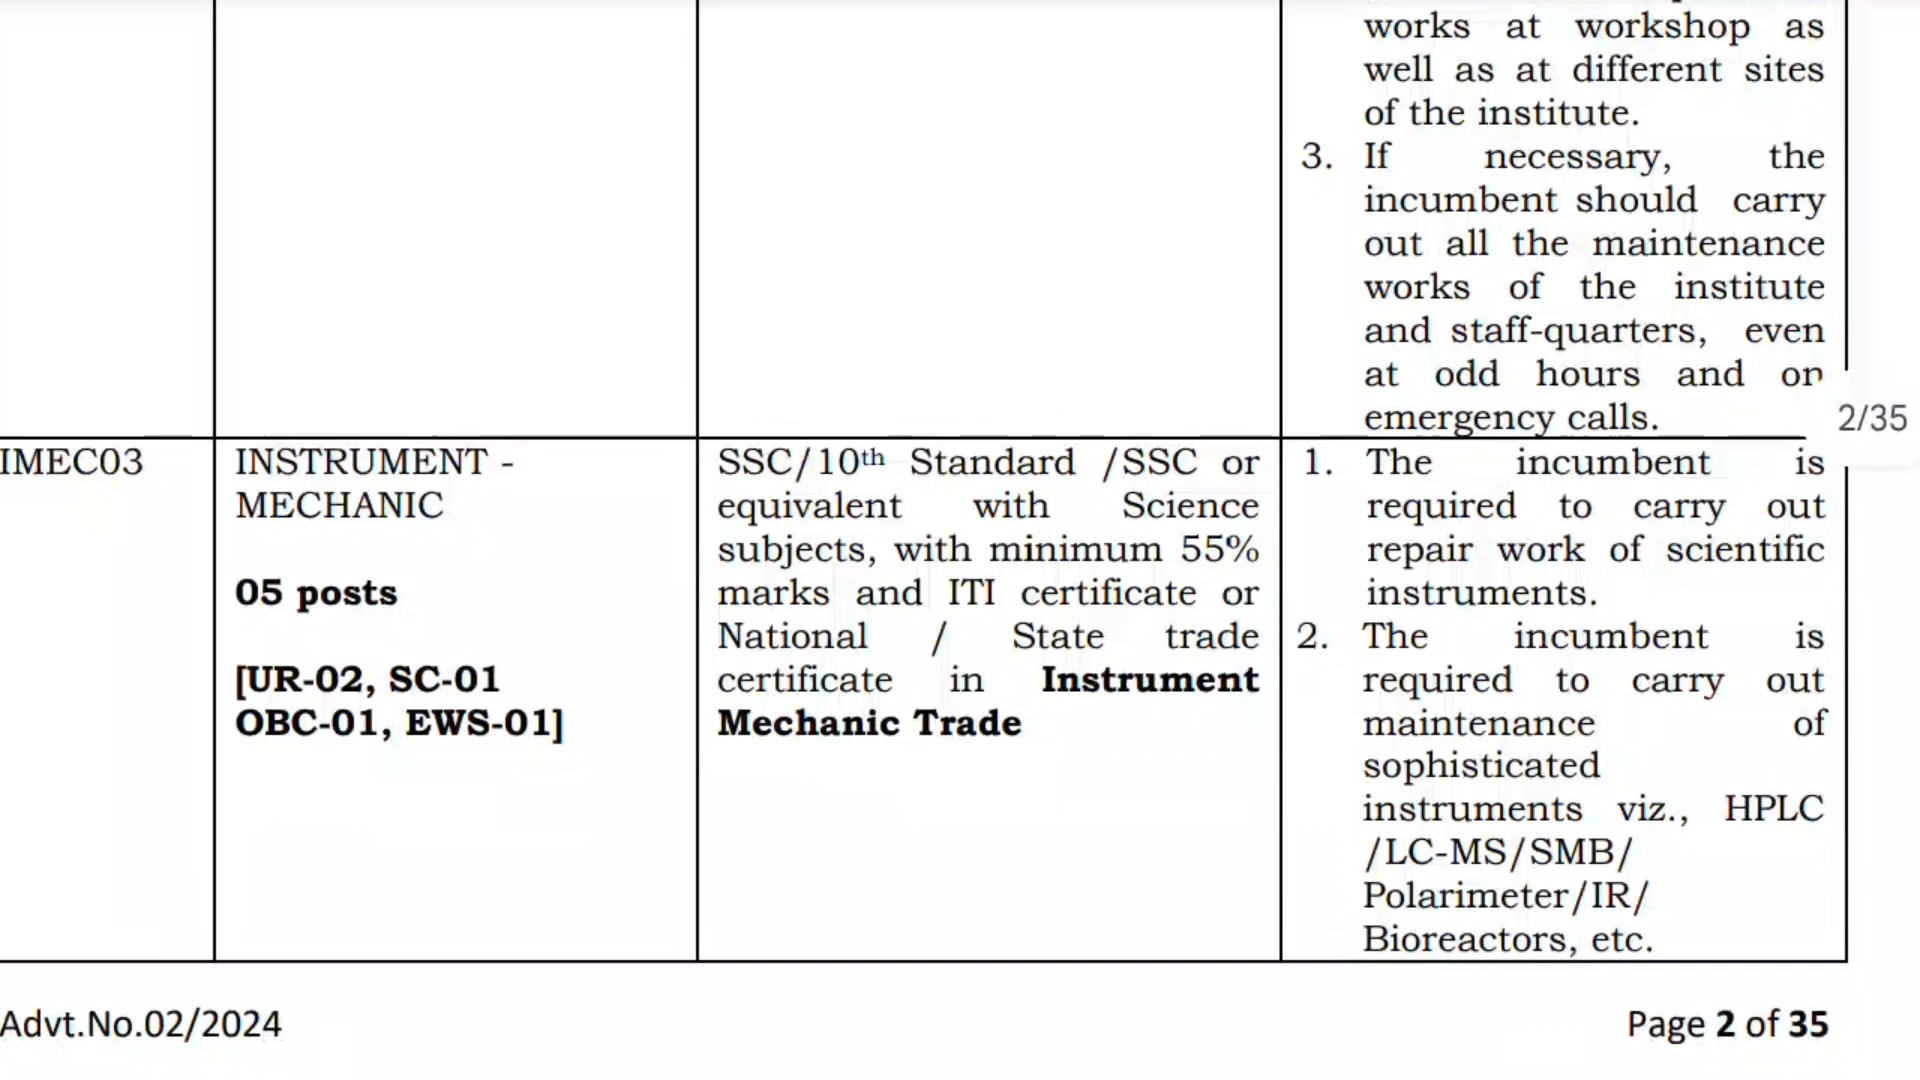 works at workshop as
well as at different sites
of the institute.
3. If necessary, the
incumbent should carry
out all the maintenance
works of the institute
and staff-quarters, even
at odd hours and on
emergency calls.
2/35
IMEC03
INSTRUMENT -
MECHANIC
05 posts
[UR-02, SC-01
OBC-01, EWS-01]
SSC/10th Standard /SSC or
equivalent with Science
subjects, with minimum 55%
marks and ITI certificate or
National / State trade
certificate in Instrument
Mechanic Trade
1. The incumbent is
required to carry out
repair work of scientific
instruments.
2. The incumbent is
required to carry out
maintenance of
sophisticated
instruments viz., HPLC
/LC-MS/SMB/
Polarimeter/IR/
Bioreactors, etc.
Advt.No.02/2024
Page 2 of 35